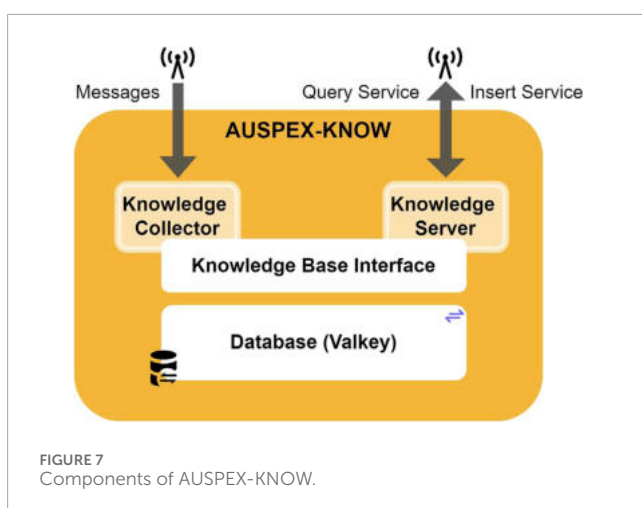 Messages
Query Service
Insert Service
AUSPEX-KNOW
Knowledge
Collector
Knowledge
Server
Knowledge Base Interface
Database (Valkey)
FIGURE 7
Components of AUSPEX-KNOW.